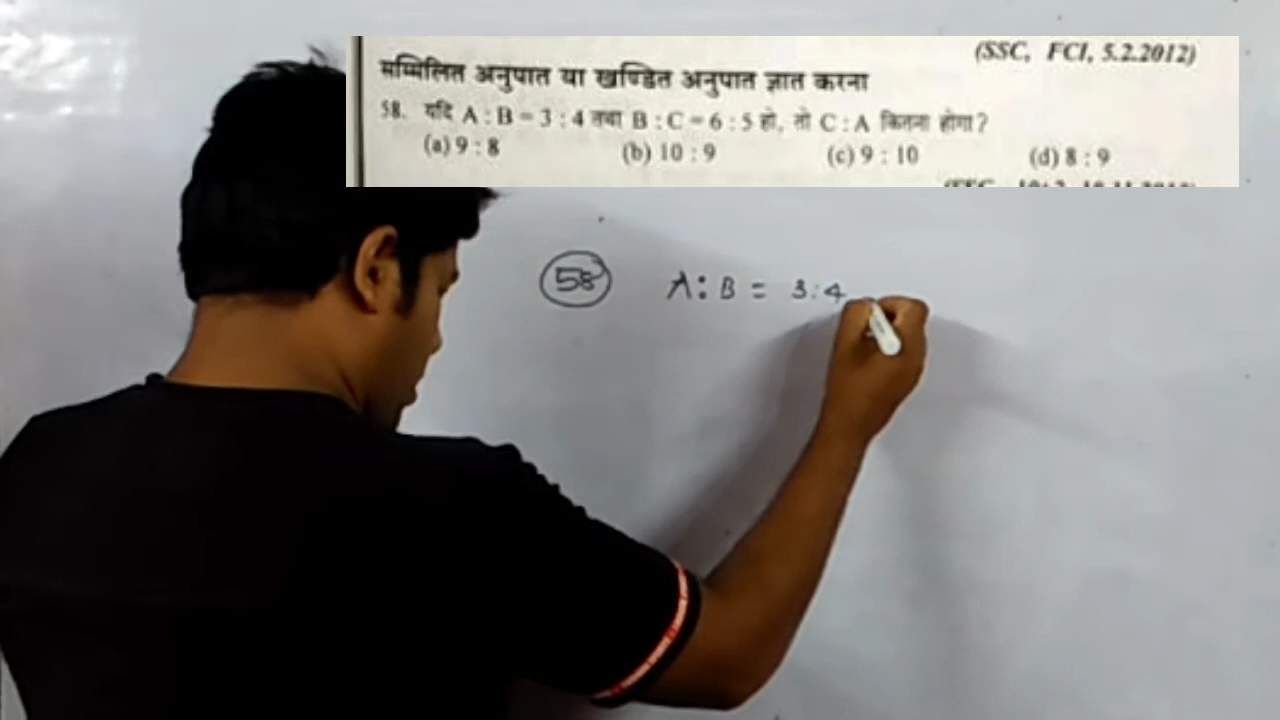 (SSC, FCI, 5.2.2012)
सम्मिलित अनुपात या खण्डित अनुपात ज्ञात करना
58. यदि A : B = 3 : 4 तथा B : C = 6 : 5 हो, तो C : A कितना होगा?
(a) 9 : 8 (b) 10 : 9 (c) 9 : 10 (d) 8 : 9
58 A : B = 3 : 4